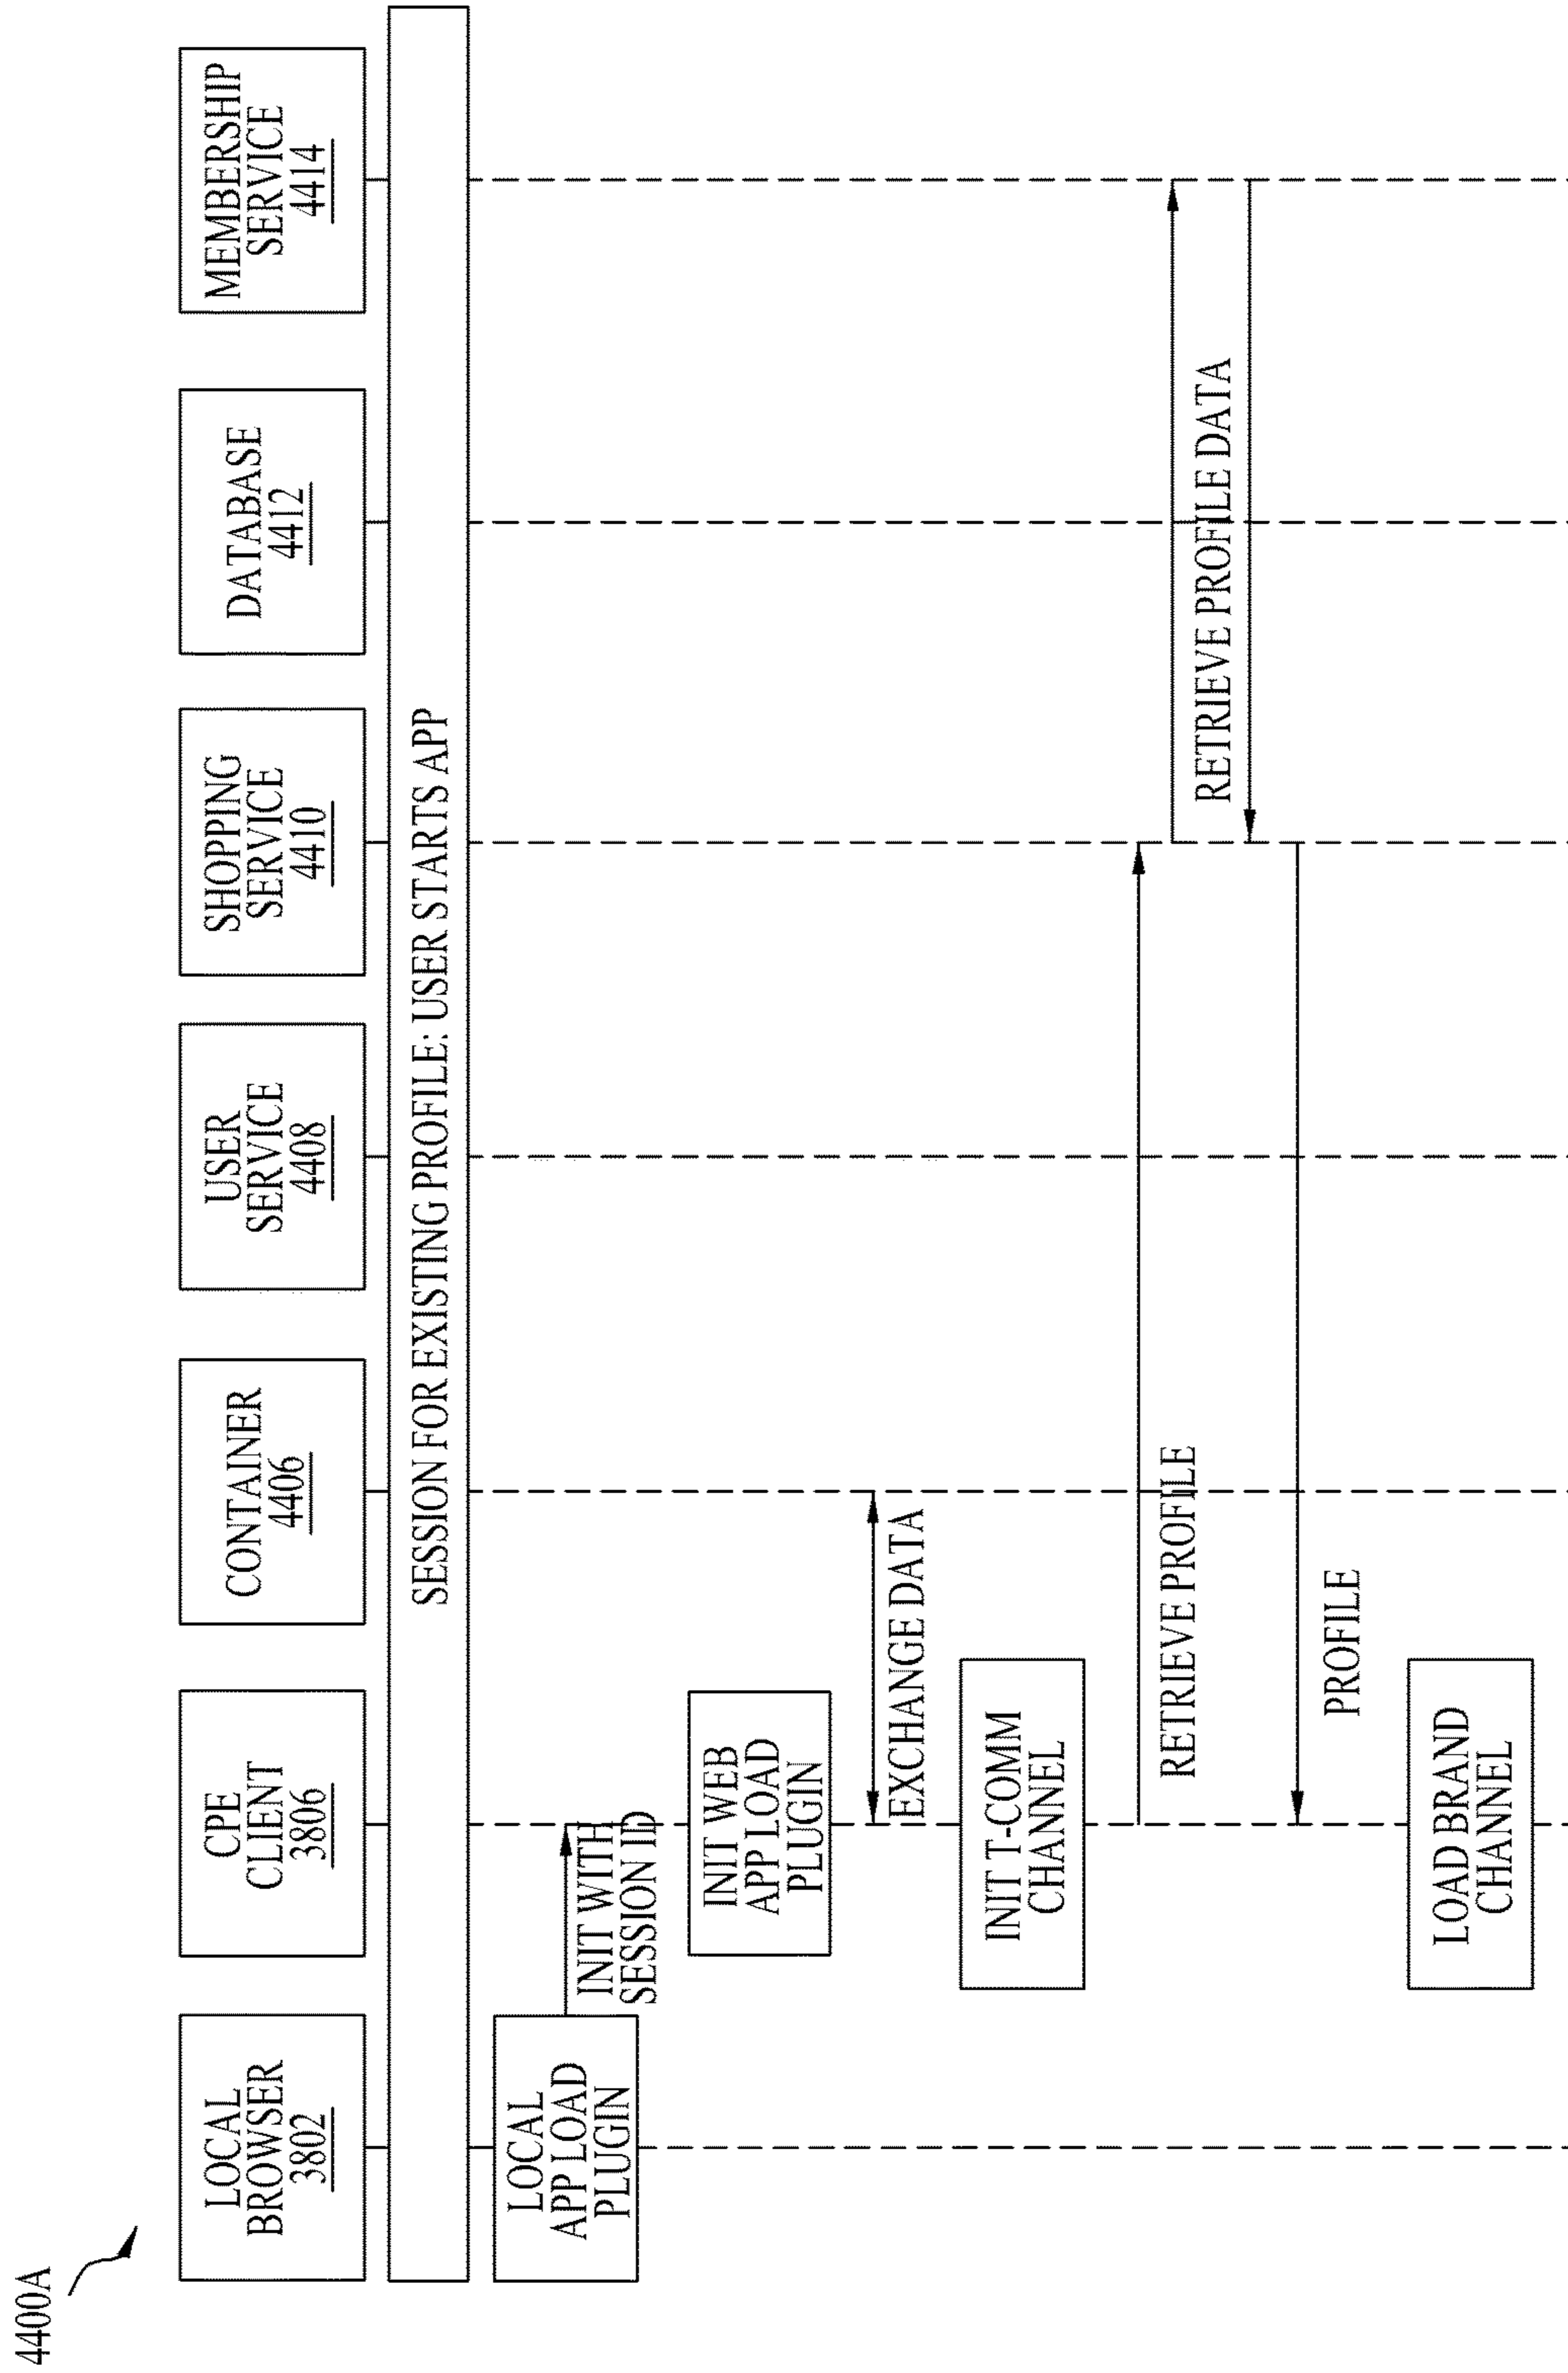 4400A
LOCAL
BROWSER
3802
CPE
CLIENT
3806
CONTAINER
4406
USER
SERVICE
4408
SHOPPING
SERVICE
4410
DATABASE
4412
MEMBERSHIP
SERVICE
4414
SESSION FOR EXISTING PROFILE: USER STARTS APP
LOCAL
APP LOAD
PLUGIN
INIT WITH
SESSION ID
INIT WEB
APP LOAD
PLUGIN
EXCHANGE DATA
INIT T-COMM
CHANNEL
RETRIEVE PROFILE
RETRIEVE PROFILE DATA
PROFILE
LOAD BRAND
CHANNEL